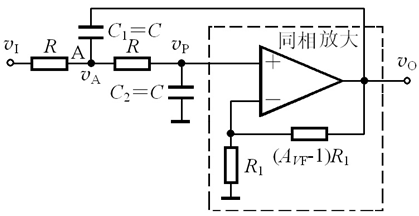 C₁=C
同相放大
v_I
R
A
R
v_P
v_O
v_A
+
C₂=C
−
R₁
(A_VF-1)R₁